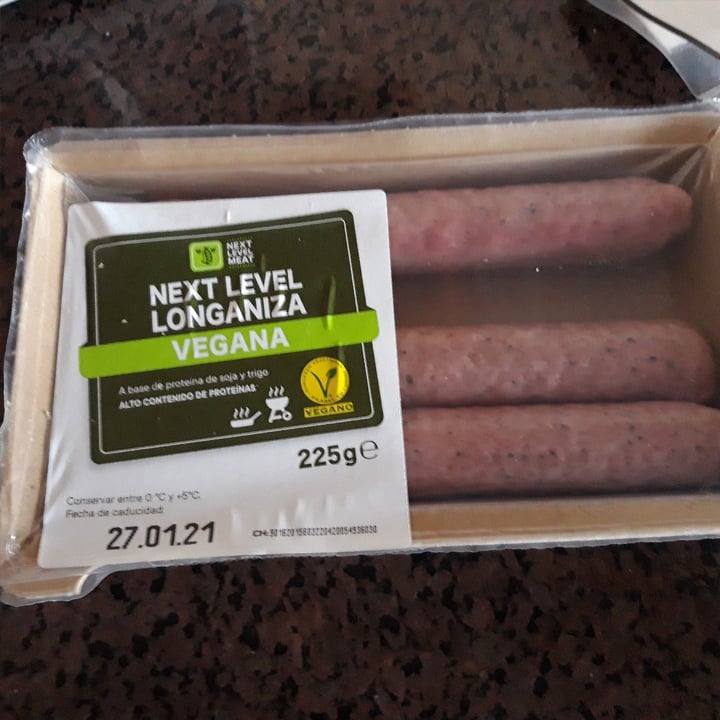 NEXT
LEVEL
MEAT
NEXT LEVEL
LONGANIZA
VEGANA
A base de proteína de soja y trigo
ALTO CONTENIDO DE PROTEÍNAS
VEGANO
225g e
Conservar entre 0 °C y +5°C.
Fecha de caducidad:
27.01.21